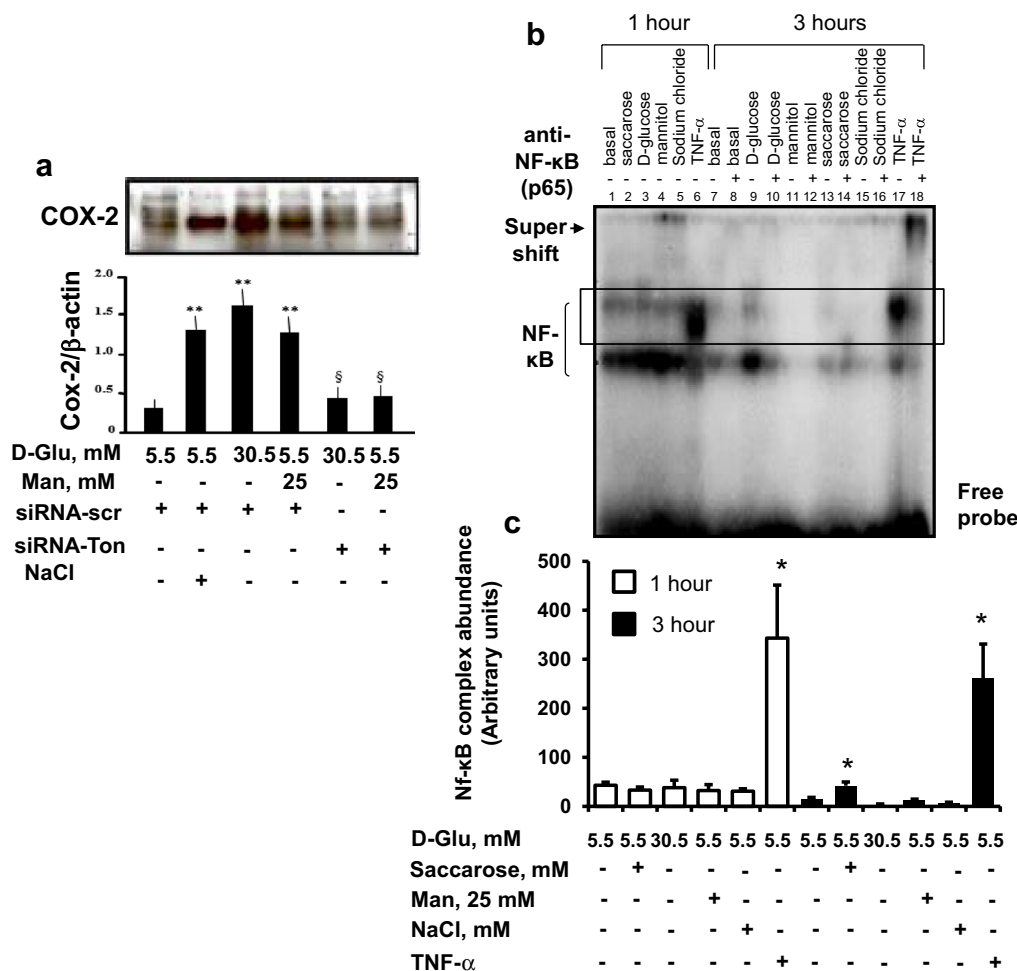 a
COX-2
Cox-2/β-actin
2.0
1.5
1.0
0.5
0
** ** §  §
D-Glu, mM 5.5 5.5 30.5 5.5 30.5 5.5
Man, mM - - - 25 - 25
siRNA-scr + + + + - -
siRNA-Ton - - - - + +
NaCl - + - - - -
b
1 hour 3 hours
anti-
NF-κB
(p65)
basal saccarose D-glucose mannitol Sodium chloride TNF-α basal basal D-glucose D-glucose mannitol mannitol saccarose saccarose Sodium chloride Sodium chloride TNF-α TNF-α
- - - - - - - + - + - + - + - + - +
1 2 3 4 5 6 7 8 9 10 11 12 13 14 15 16 17 18
Super
shift
NF-
κB
Free
probe
c
Nf-κB complex abundance
(Arbitrary units)
500
400
300
200
100
0
1 hour
3 hour
* * *
D-Glu, mM 5.5 5.5 30.5 5.5 5.5 5.5 5.5 5.5 30.5 5.5 5.5 5.5
Saccarose, mM - + - - - - - + - - - -
Man, 25 mM - - - + - - - - - + - -
NaCl, mM - - - - + - - - - - + -
TNF-α - - - - - + - - - - - +